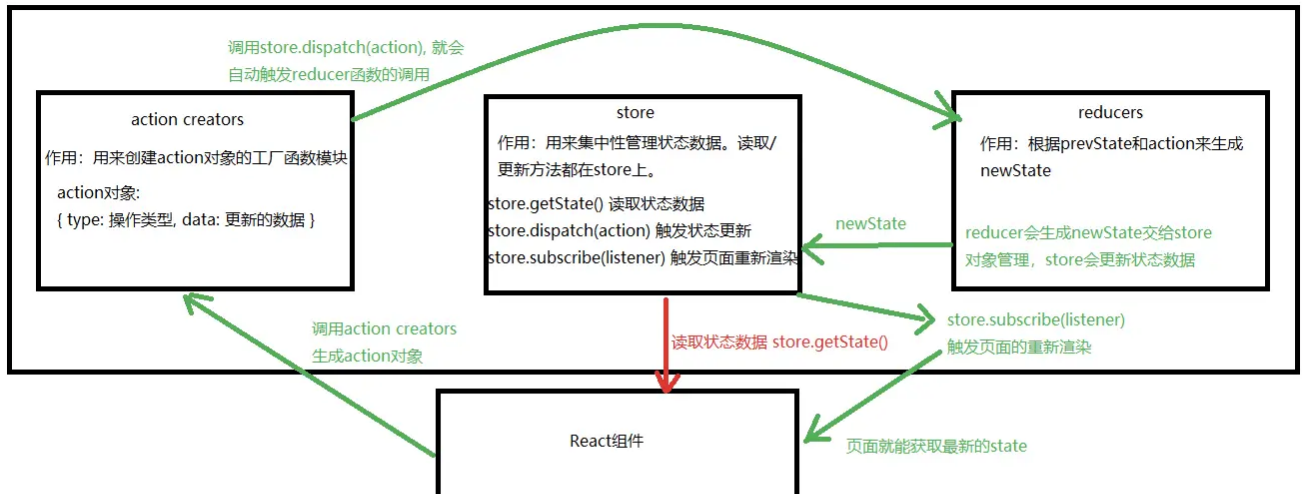 调用store.dispatch(action), 就会
自动触发reducer函数的调用
action creators
作用：用来创建action对象的工厂函数模块
action对象:
{ type: 操作类型, data: 更新的数据 }
store
作用：用来集中性管理状态数据。读取/
更新方法都在store上。
store.getState() 读取状态数据
store.dispatch(action) 触发状态更新
store.subscribe(listener) 触发页面重新渲染
reducers
作用：根据prevState和action来生成
newState
newState
reducer会生成newState交给store
对象管理，store会更新状态数据
调用action creators
生成action对象
读取状态数据 store.getState()
store.subscribe(listener)
触发页面的重新渲染
React组件
页面就能获取最新的state